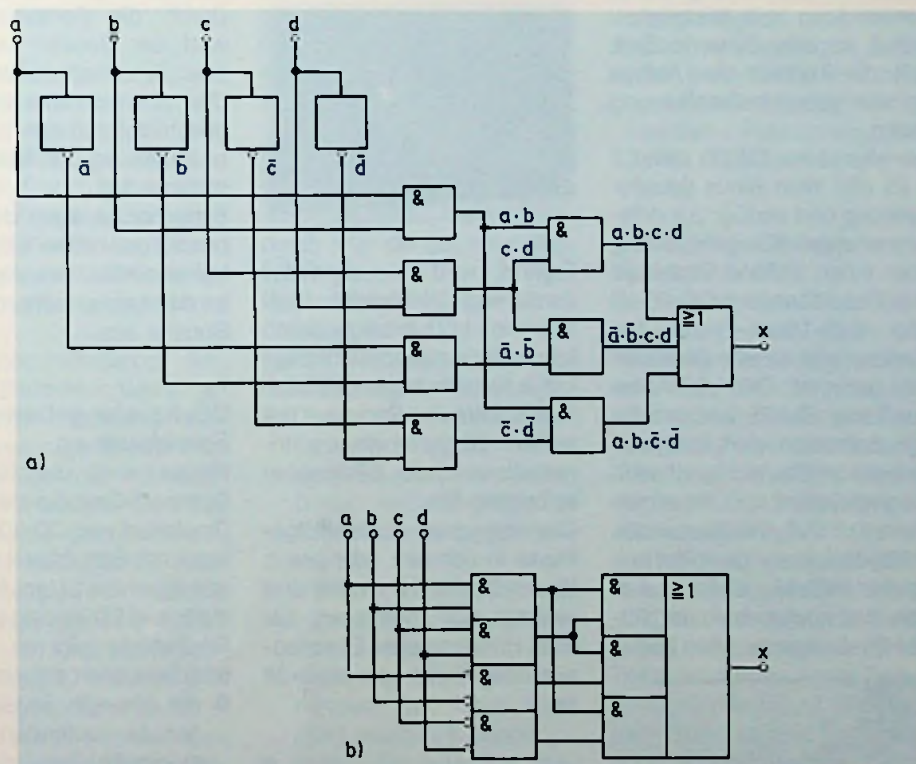 a b c d
ā b̄ c̄ d̄
&
a·b
&
a·b·c·d
c·d
&
≥1
x
&
ā·b̄
&
ā·b̄·c·d
&
c̄·d̄
&
a·b·c̄·d̄
a)
a b c d
& & ≥1
& &
x
& &
&
b)